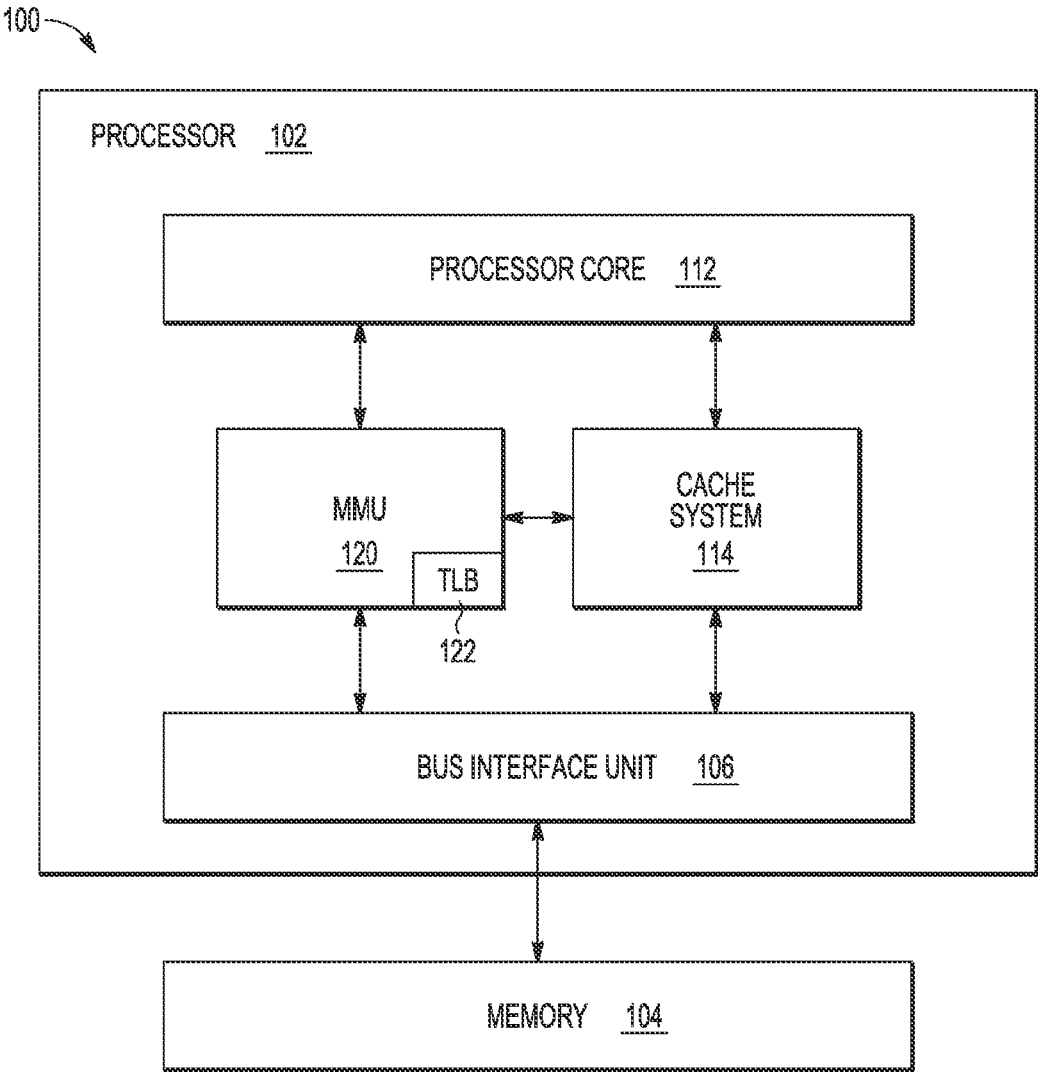 100
PROCESSOR 102
PROCESSOR CORE 112
MMU
120
TLB
122
CACHE
SYSTEM
114
BUS INTERFACE UNIT 106
MEMORY 104